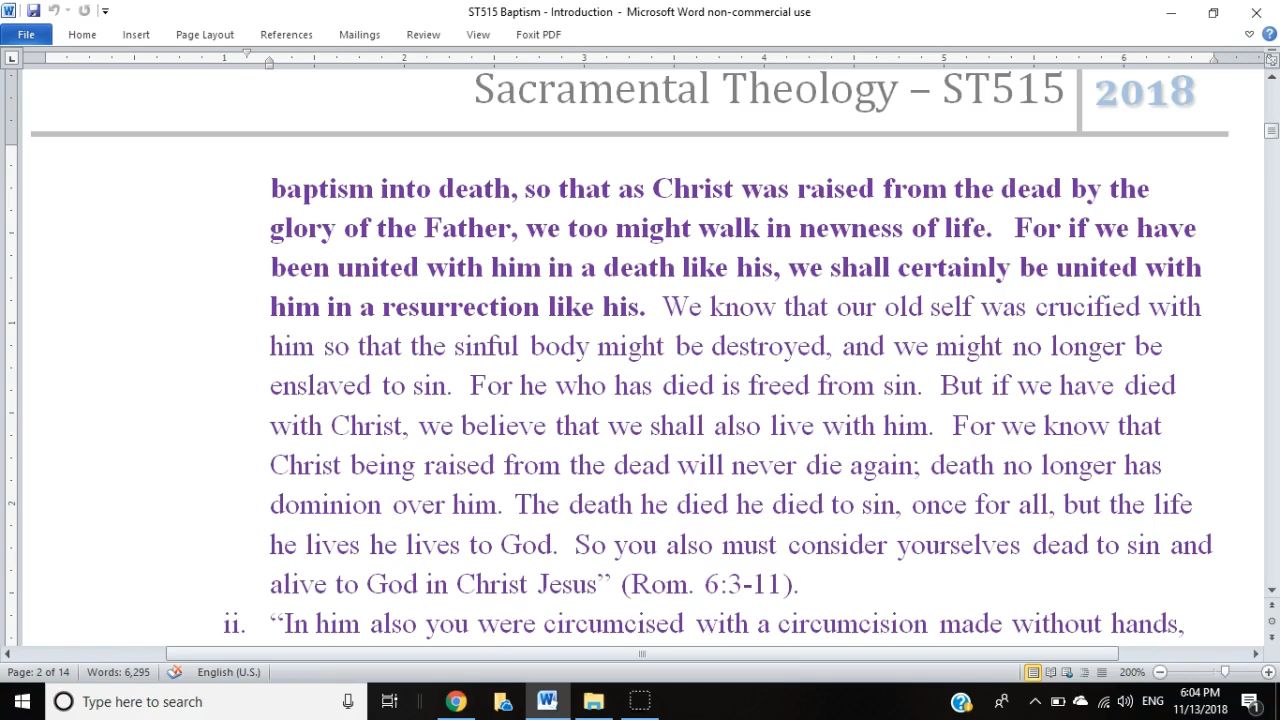 ST515 Baptism - Introduction - Microsoft Word non-commercial use
File Home Insert Page Layout References Mailings Review View Foxit PDF
1 2 3 4 5 6
Sacramental Theology – ST515 2018
baptism into death, so that as Christ was raised from the dead by the
glory of the Father, we too might walk in newness of life. For if we have
been united with him in a death like his, we shall certainly be united with
him in a resurrection like his. We know that our old self was crucified with
him so that the sinful body might be destroyed, and we might no longer be
enslaved to sin. For he who has died is freed from sin. But if we have died
with Christ, we believe that we shall also live with him. For we know that
Christ being raised from the dead will never die again; death no longer has
dominion over him. The death he died he died to sin, once for all, but the life
he lives he lives to God. So you also must consider yourselves dead to sin and
alive to God in Christ Jesus” (Rom. 6:3-11).
ii. “In him also you were circumcised with a circumcision made without hands,
Page: 2 of 14 Words: 6,295 English (U.S.) 200%
Type here to search ENG 6:04 PM
11/13/2018